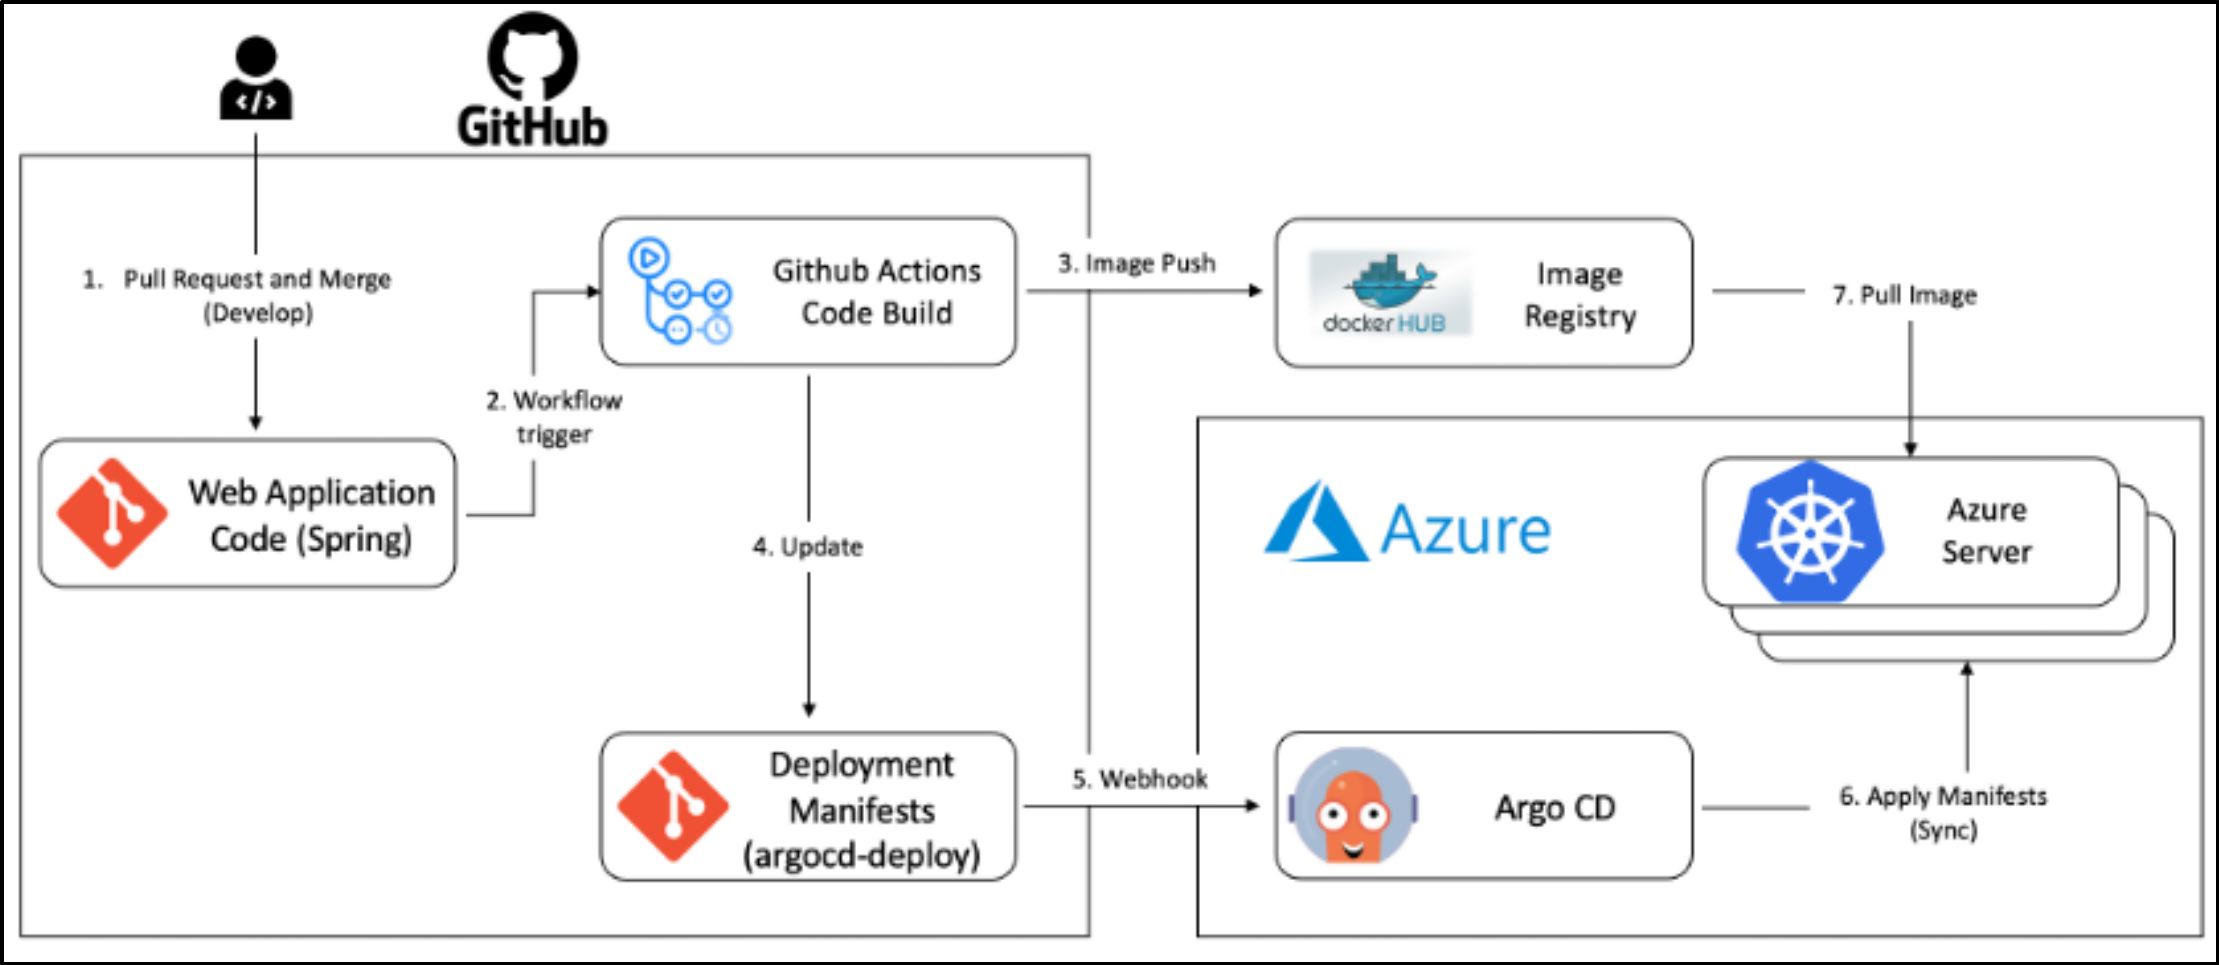 </>
GitHub
1. Pull Request and Merge
(Develop)
Github Actions
Code Build
3. Image Push
docker HUB
Image
Registry
7. Pull Image
2. Workflow
trigger
Web Application
Code (Spring)
4. Update
Azure
Azure
Server
Deployment
Manifests
(argocd-deploy)
5. Webhook
Argo CD
6. Apply Manifests
(Sync)